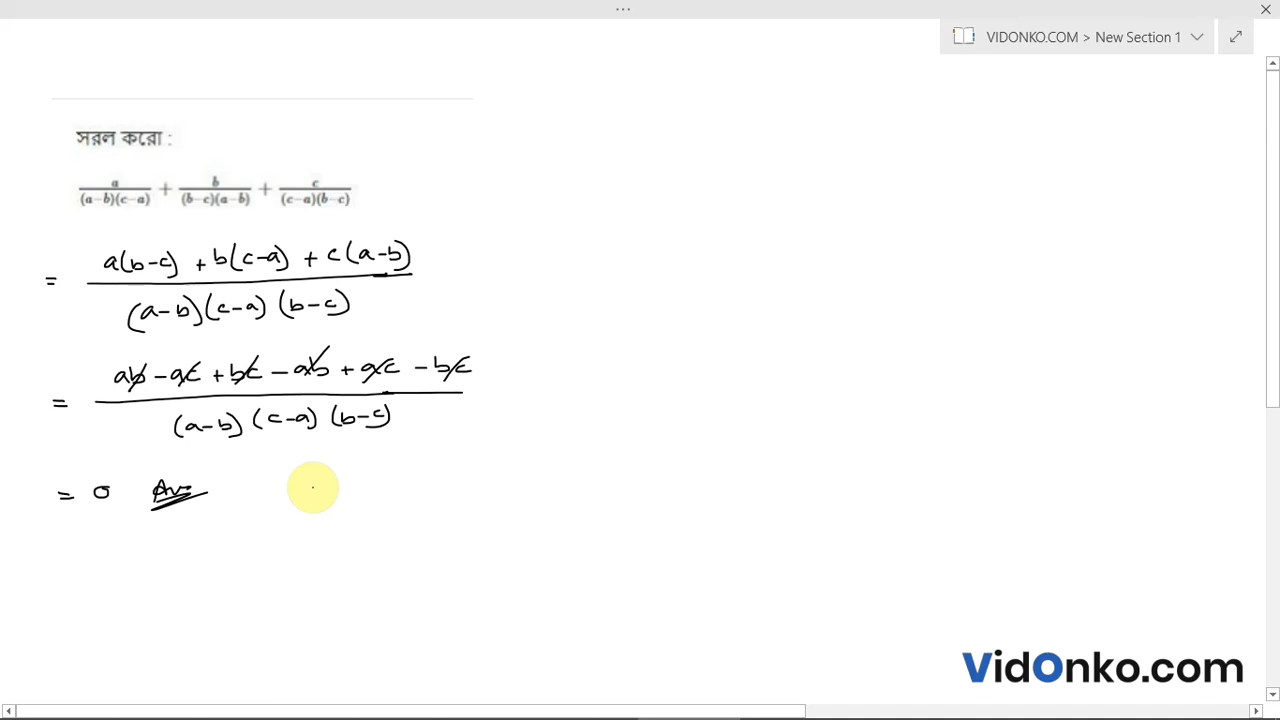 VIDONKO.COM > New Section 1
সরল করো :
a/((a−b)(c−a)) + b/((b−c)(a−b)) + c/((c−a)(b−c))
= (a(b−c) + b(c−a) + c(a−b))/((a−b)(c−a)(b−c))
= (ab − ac + bc − ab + ac − bc)/((a−b)(c−a)(b−c))
= 0 Ans
VidOnko.com